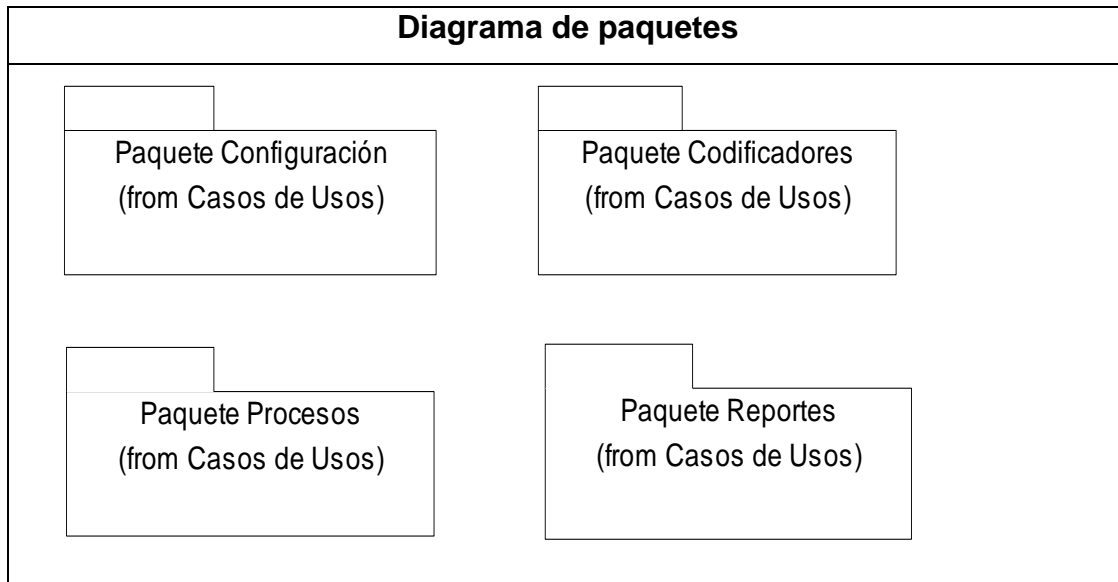 Diagrama de paquetes
Paquete Configuración
(from Casos de Usos)
Paquete Codificadores
(from Casos de Usos)
Paquete Procesos
(from Casos de Usos)
Paquete Reportes
(from Casos de Usos)